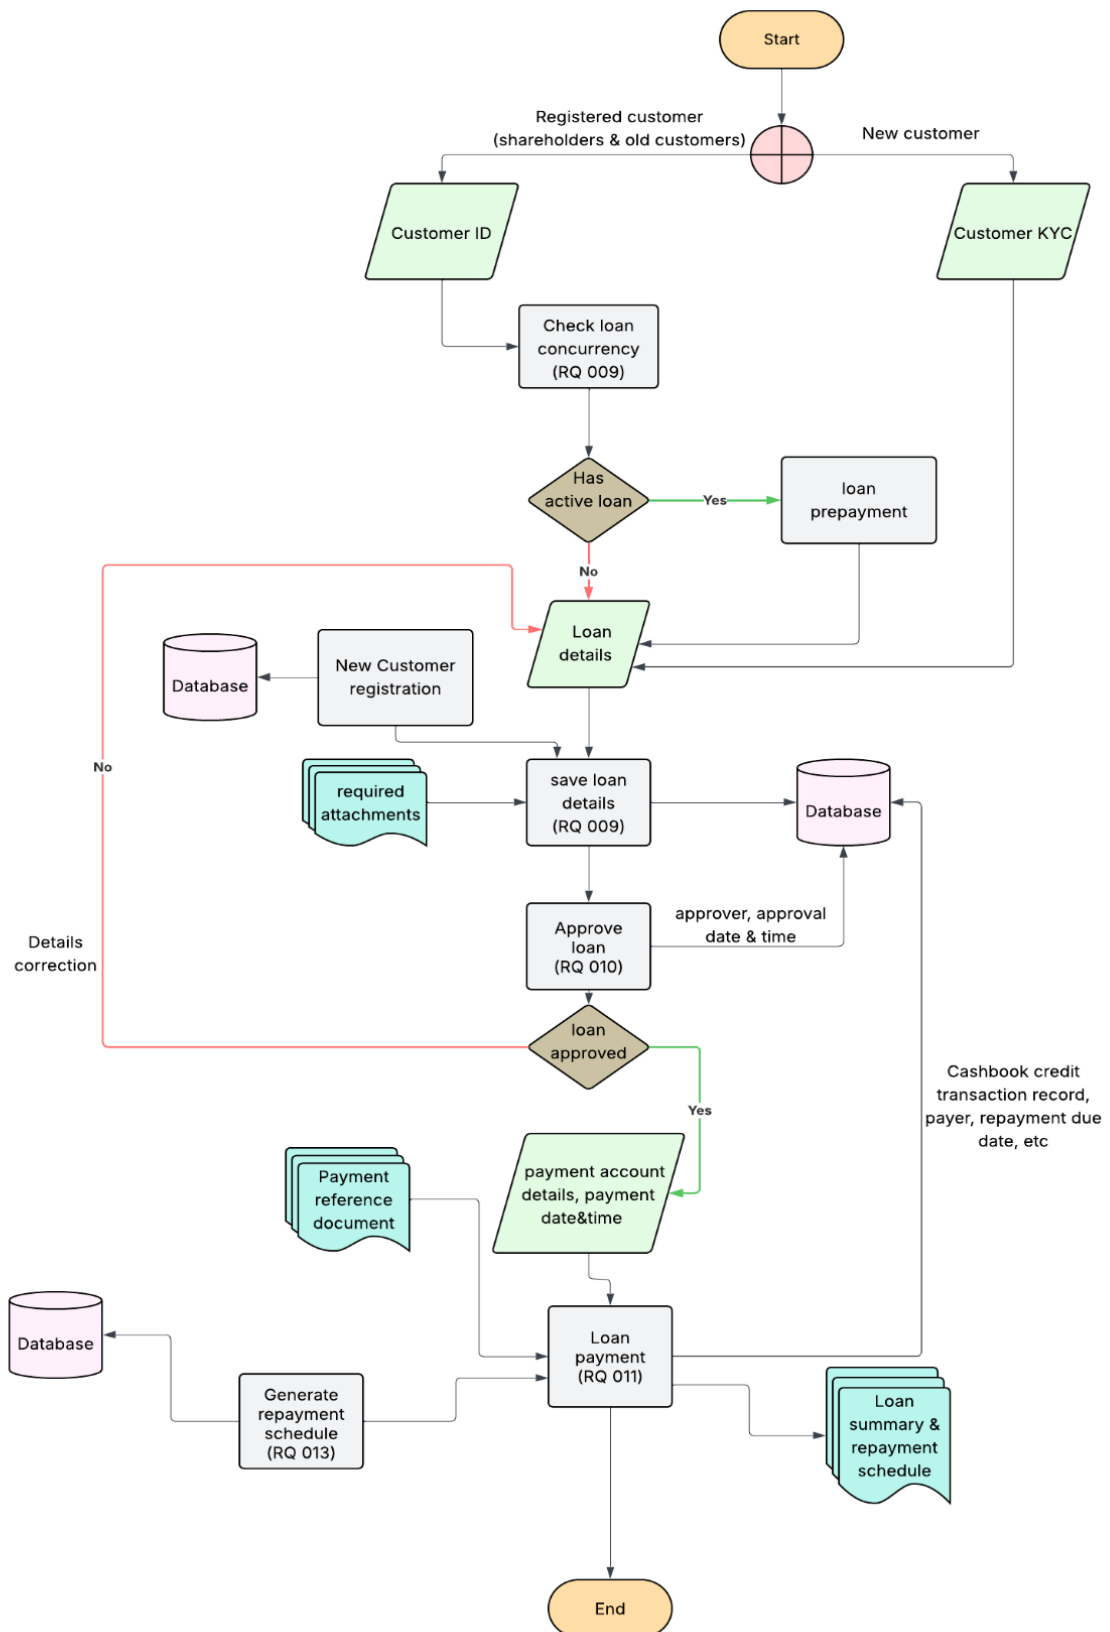 Start
Registered customer
(shareholders & old customers)
New customer
Customer ID
Customer KYC
Check loan
concurrency
(RQ 009)
Has
active loan
Yes
loan
prepayment
No
Loan
details
New Customer
registration
Database
No
required
attachments
save loan
details
(RQ 009)
Database
Details
correction
Approve
loan
(RQ 010)
approver, approval
date & time
loan
approved
Yes
Cashbook credit
transaction record,
payer, repayment due
date, etc
Payment
reference
document
payment account
details, payment
date&time
Database
Loan
payment
(RQ 011)
Generate
repayment
schedule
(RQ 013)
Loan
summary &
repayment
schedule
End